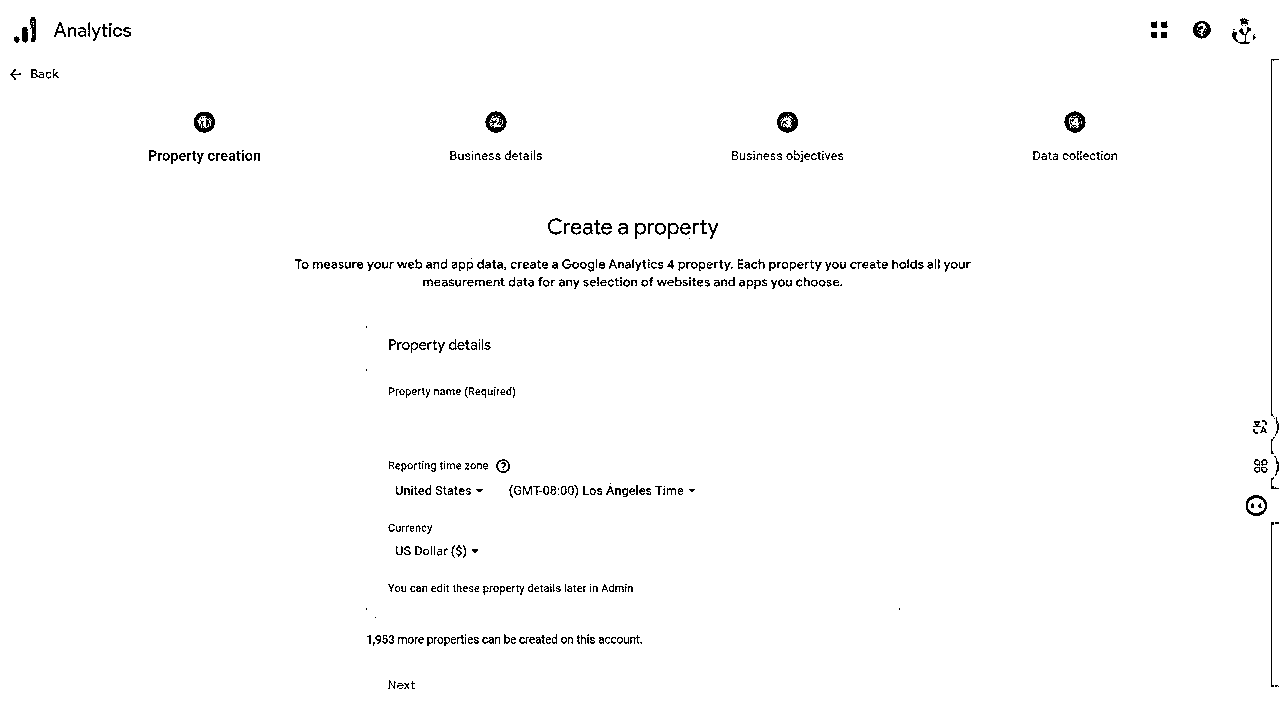 Analytics
Back
1 2 3 4
Property creation Business details Business objectives Data collection
Create a property
To measure your web and app data, create a Google Analytics 4 property. Each property you create holds all your
measurement data for any selection of websites and apps you choose.
Property details
Property name (Required)
Reporting time zone
United States (GMT-08:00) Los Angeles Time
Currency
US Dollar ($)
You can edit these property details later in Admin
1,953 more properties can be created on this account.
Next